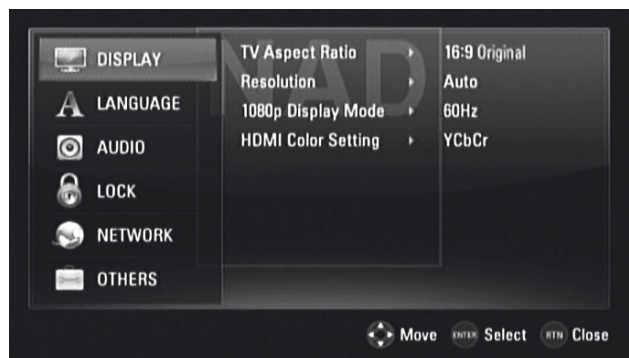 NAD
DISPLAY
LANGUAGE
AUDIO
LOCK
NETWORK
OTHERS
TV Aspect Ratio 16:9 Original
Resolution Auto
1080p Display Mode 60Hz
HDMI Color Setting YCbCr
Move ENTER Select RTN Close